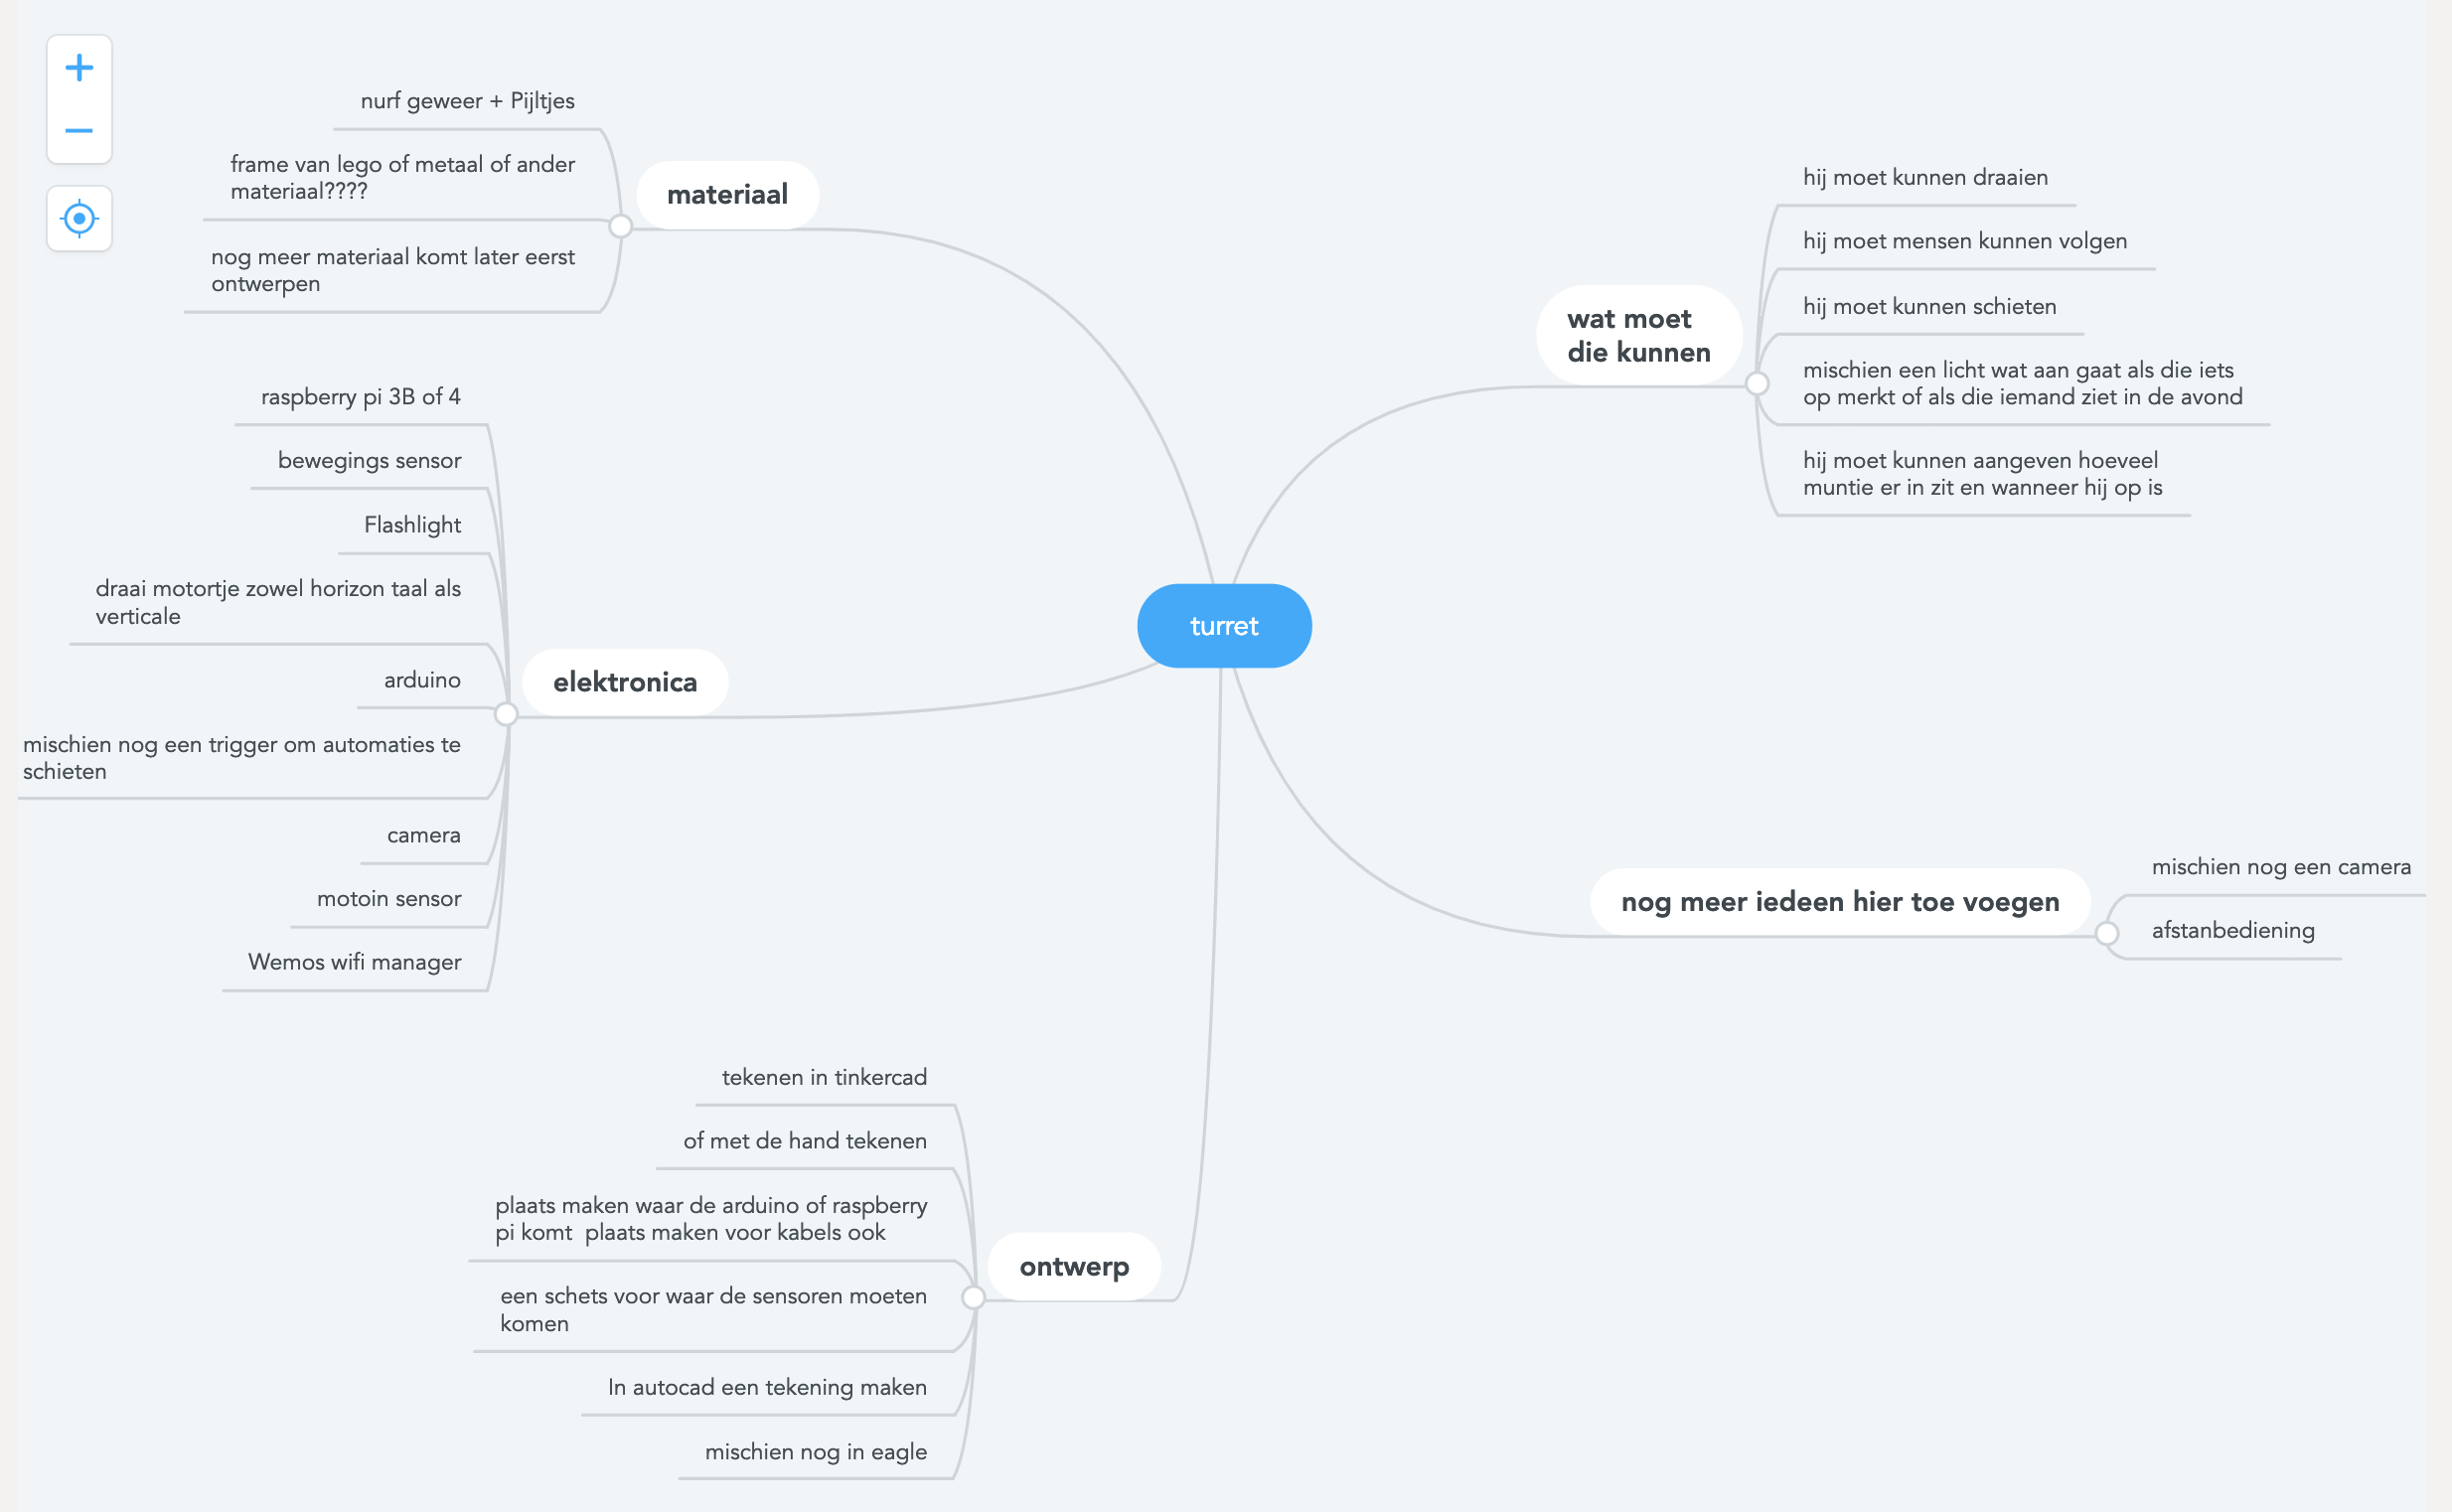 nurf geweer + Pijltjes
frame van lego of metaal of ander
materiaal????
nog meer materiaal komt later eerst
ontwerpen
materiaal
raspberry pi 3B of 4
bewegings sensor
Flashlight
draai motortje zowel horizon taal als
verticale
arduino
mischien nog een trigger om automaties te
schieten
camera
motoin sensor
Wemos wifi manager
elektronica
tekenen in tinkercad
of met de hand tekenen
plaats maken waar de arduino of raspberry
pi komt  plaats maken voor kabels ook
een schets voor waar de sensoren moeten
komen
In autocad een tekening maken
mischien nog in eagle
ontwerp
turret
wat moet
die kunnen
hij moet kunnen draaien
hij moet mensen kunnen volgen
hij moet kunnen schieten
mischien een licht wat aan gaat als die iets
op merkt of als die iemand ziet in de avond
hij moet kunnen aangeven hoeveel
muntie er in zit en wanneer hij op is
nog meer iedeen hier toe voegen
mischien nog een camera
afstanbediening